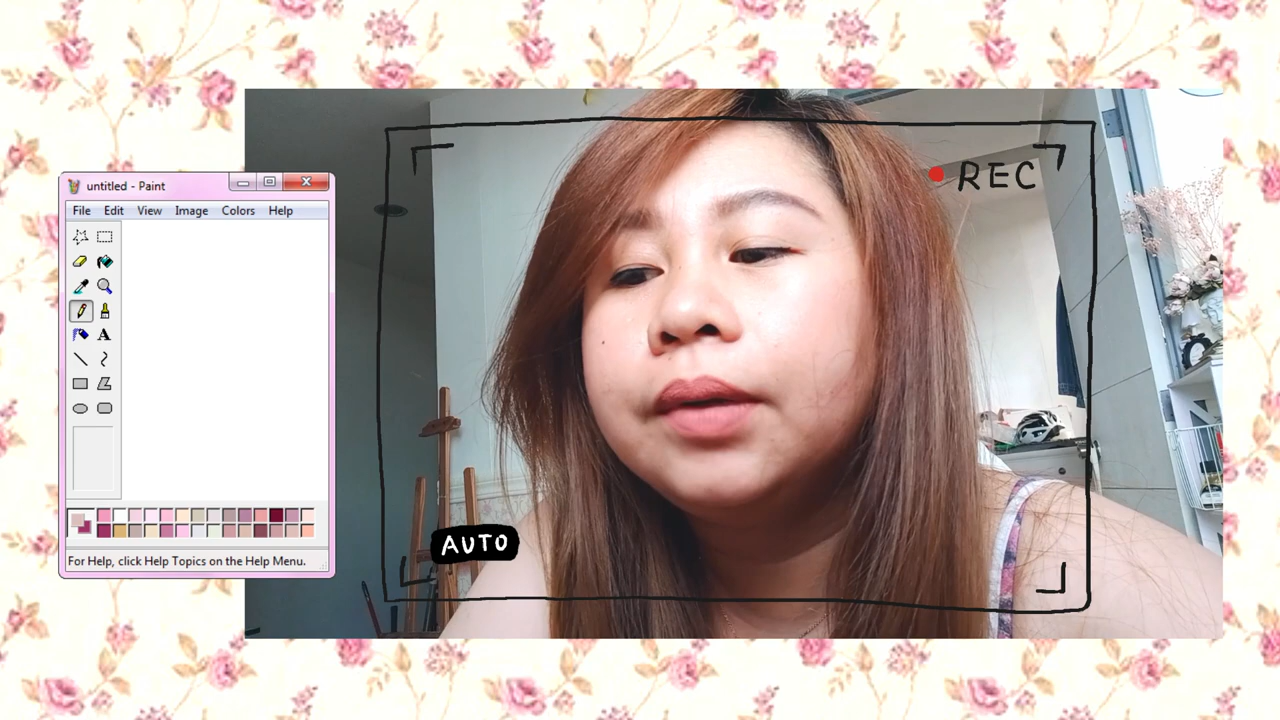 untitled - Paint
File Edit View Image Colors Help
A
REC
AUTO
For Help, click Help Topics on the Help Menu.